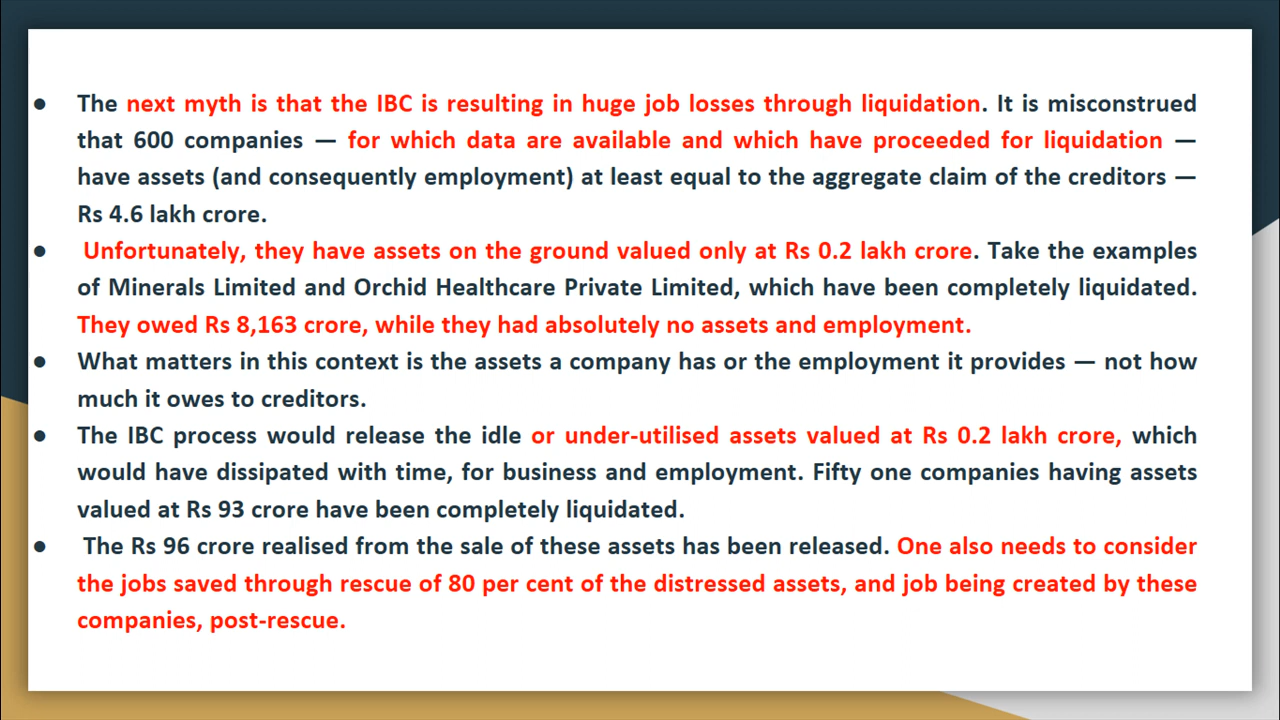 ● The next myth is that the IBC is resulting in huge job losses through liquidation. It is misconstrued
that 600 companies — for which data are available and which have proceeded for liquidation —
have assets (and consequently employment) at least equal to the aggregate claim of the creditors —
Rs 4.6 lakh crore.
● Unfortunately, they have assets on the ground valued only at Rs 0.2 lakh crore. Take the examples
of Minerals Limited and Orchid Healthcare Private Limited, which have been completely liquidated.
They owed Rs 8,163 crore, while they had absolutely no assets and employment.
● What matters in this context is the assets a company has or the employment it provides — not how
much it owes to creditors.
● The IBC process would release the idle or under-utilised assets valued at Rs 0.2 lakh crore, which
would have dissipated with time, for business and employment. Fifty one companies having assets
valued at Rs 93 crore have been completely liquidated.
● The Rs 96 crore realised from the sale of these assets has been released. One also needs to consider
the jobs saved through rescue of 80 per cent of the distressed assets, and job being created by these
companies, post-rescue.